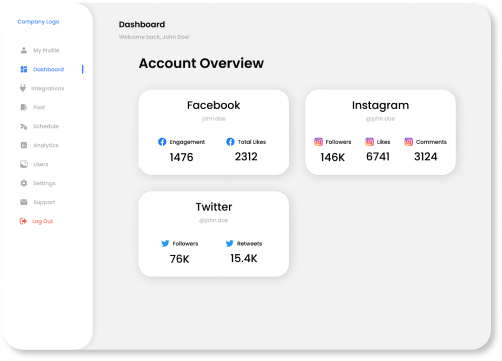 Company Logo
My Profile
Dashboard
Integrations
Post
Schedule
Analytics
Users
Settings
Support
Log Out
Dashboard
Welcome back, John Doe!
Account Overview
Facebook
john.doe
Engagement
Total Likes
1476
2312
Instagram
@john.doe
Followers
Likes
Comments
146K
6741
3124
Twitter
@john.doe
Followers
Retweets
76K
15.4K